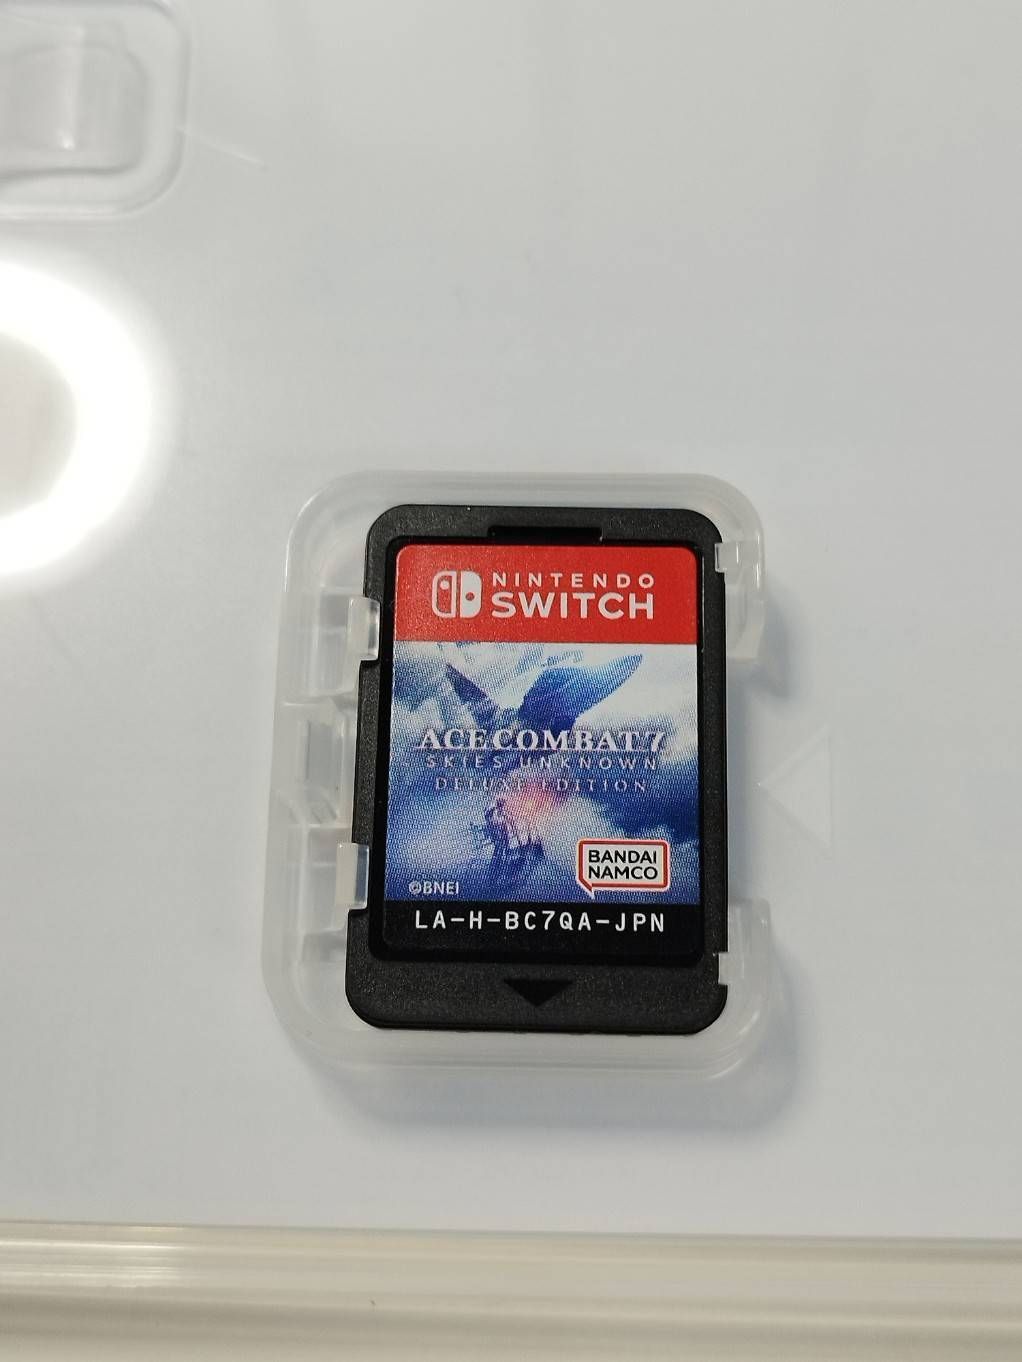 NINTENDO
SWITCH
ACE COMBAT 7
SKIES UNKNOWN
DELUXE EDITION
BANDAI
NAMCO
©BNEI
LA-H-BC7QA-JPN